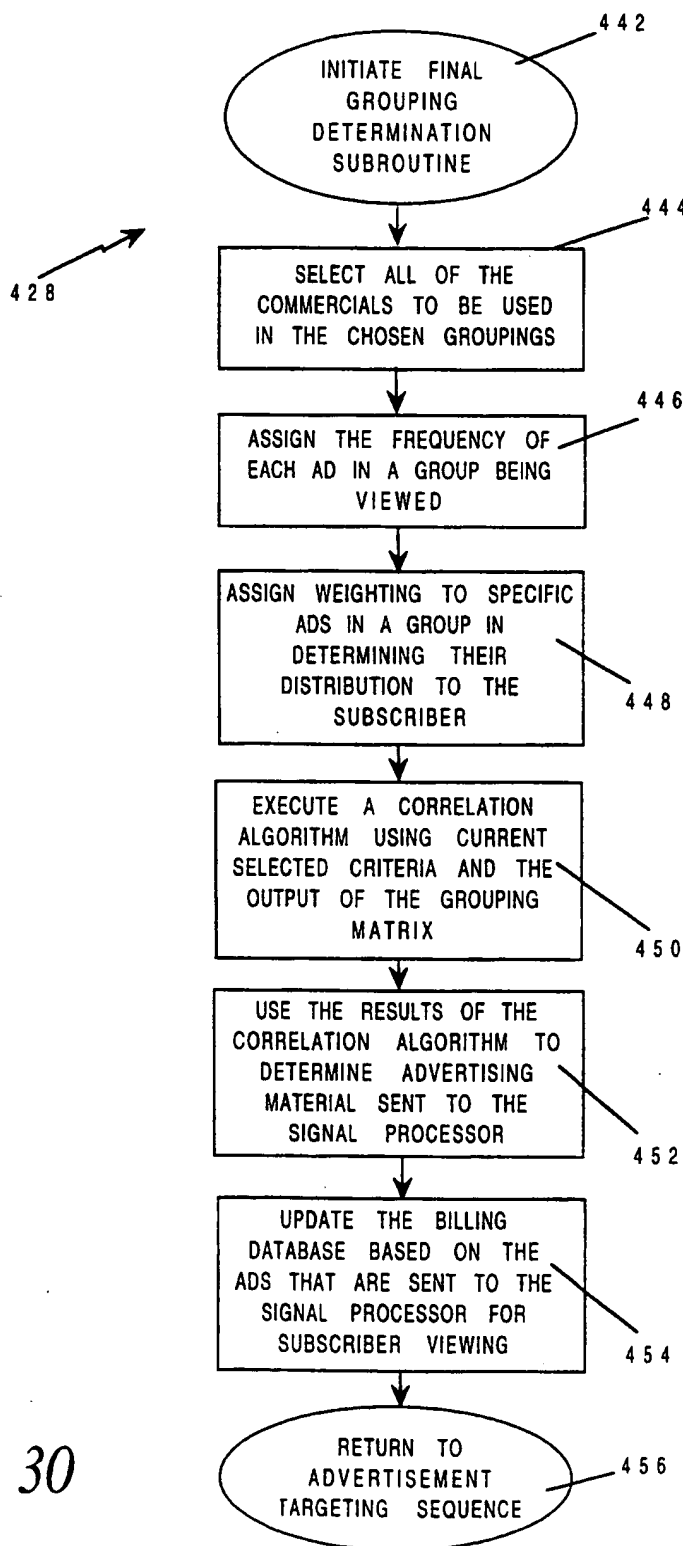 442
INITIATE FINAL
GROUPING
DETERMINATION
SUBROUTINE
444
428
SELECT ALL OF THE
COMMERCIALS TO BE USED
IN THE CHOSEN GROUPINGS
446
ASSIGN THE FREQUENCY OF
EACH AD IN A GROUP BEING
VIEWED
ASSIGN WEIGHTING TO SPECIFIC
ADS IN A GROUP IN
DETERMINING THEIR
DISTRIBUTION TO THE
SUBSCRIBER
448
EXECUTE A CORRELATION
ALGORITHM USING CURRENT
SELECTED CRITERIA AND THE
OUTPUT OF THE GROUPING
MATRIX
450
USE THE RESULTS OF THE
CORRELATION ALGORITHM TO
DETERMINE ADVERTISING
MATERIAL SENT TO THE
SIGNAL PROCESSOR
452
UPDATE THE BILLING
DATABASE BASED ON THE
ADS THAT ARE SENT TO THE
SIGNAL PROCESSOR FOR
SUBSCRIBER VIEWING
454
RETURN TO
ADVERTISEMENT
TARGETING SEQUENCE
456
30